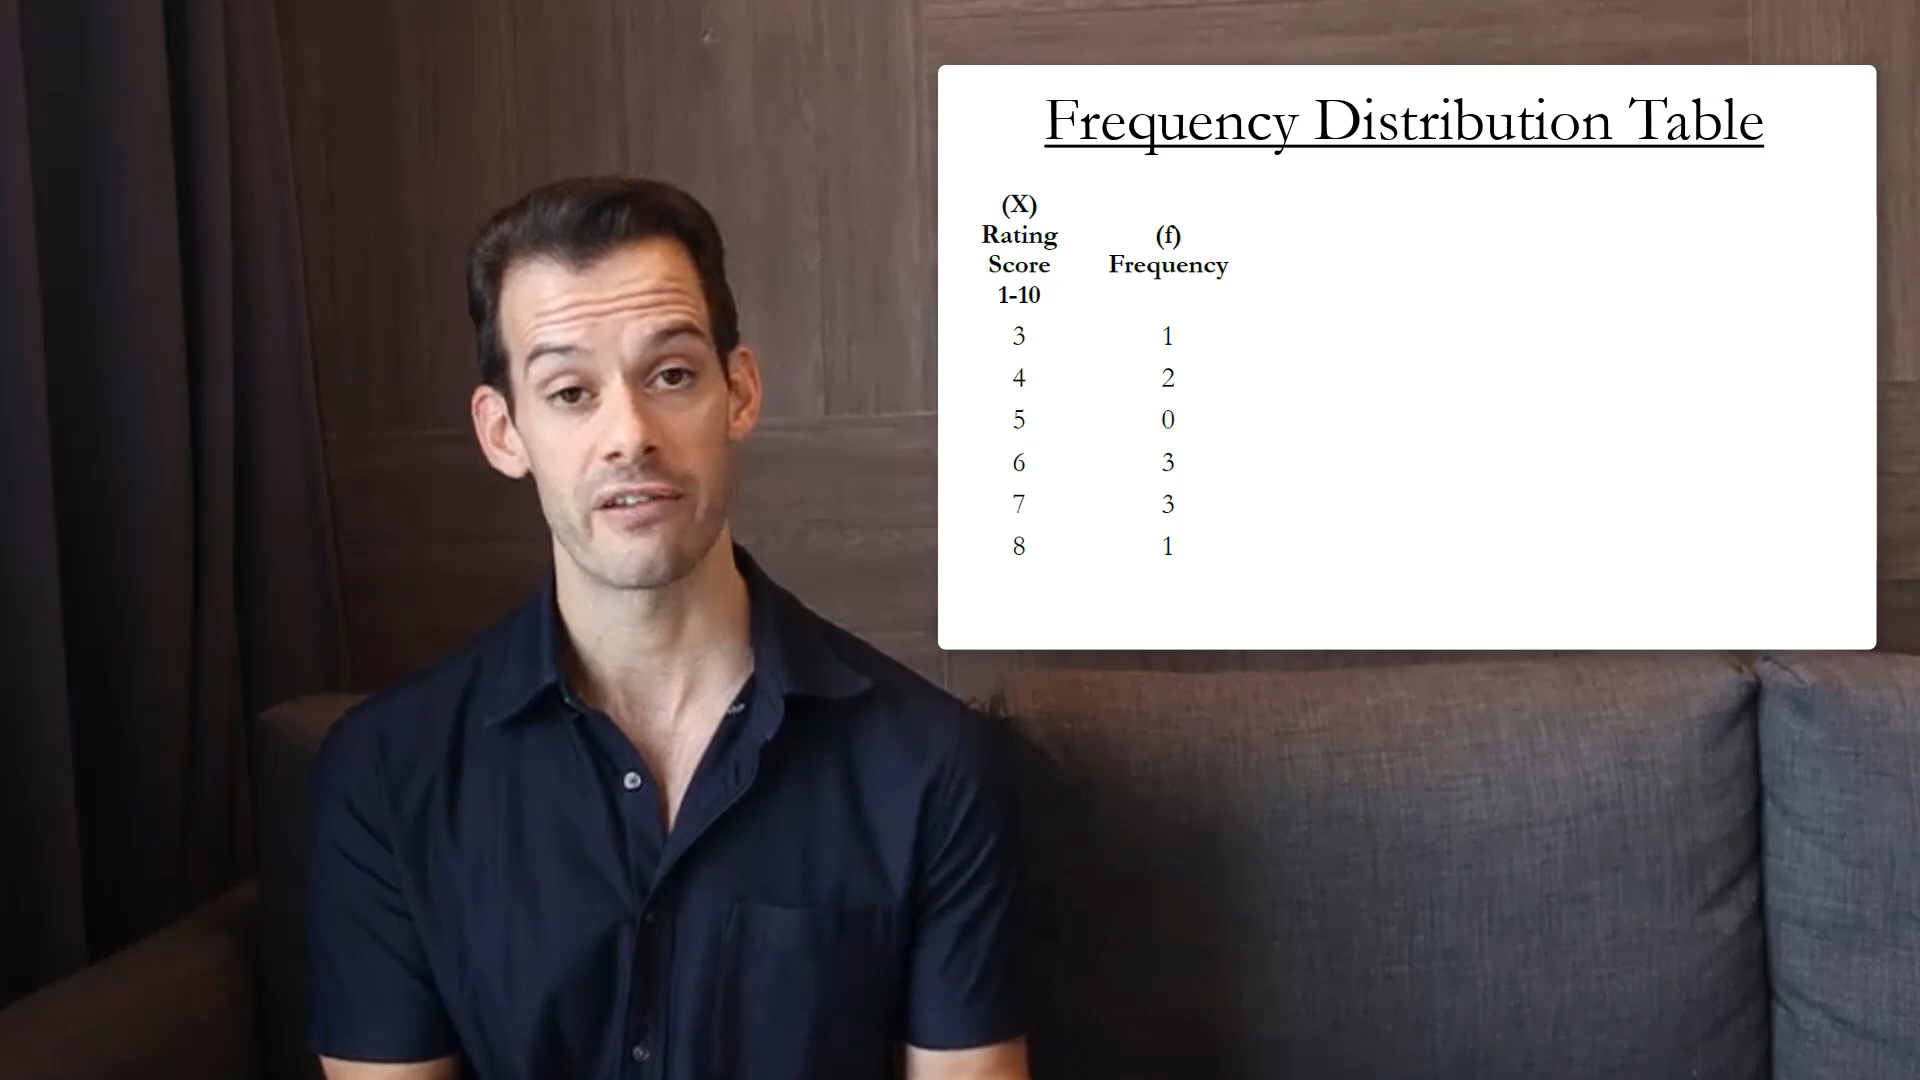 Frequency Distribution Table
(X)
Rating
Score
1-10
(f)
Frequency
3 1
4 2
5 0
6 3
7 3
8 1